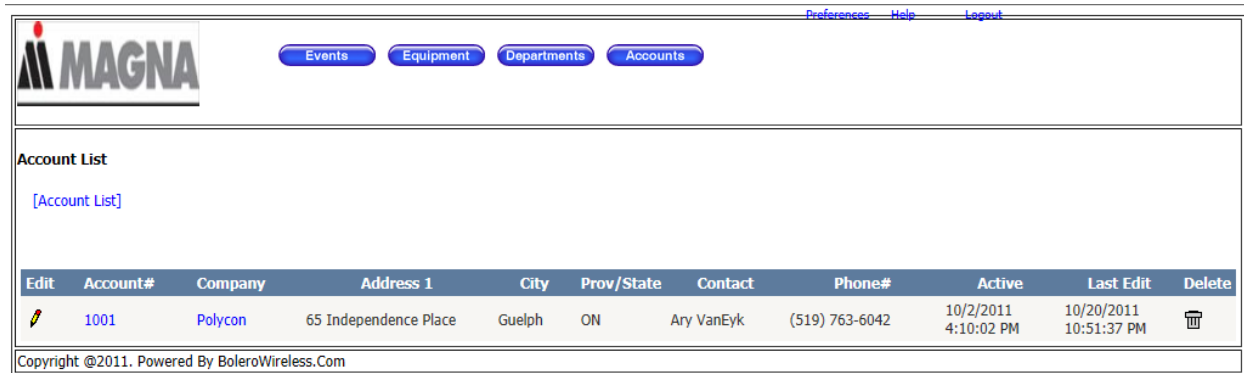 Preferences Help Logout
MAGNA
Events Equipment Departments Accounts
Account List
[Account List]
Edit Account# Company Address 1 City Prov/State Contact Phone# Active Last Edit Delete
1001 Polycon 65 Independence Place Guelph ON Ary VanEyk (519) 763-6042 10/2/2011 10/20/2011
4:10:02 PM 10:51:37 PM
Copyright @2011. Powered By BoleroWireless.Com